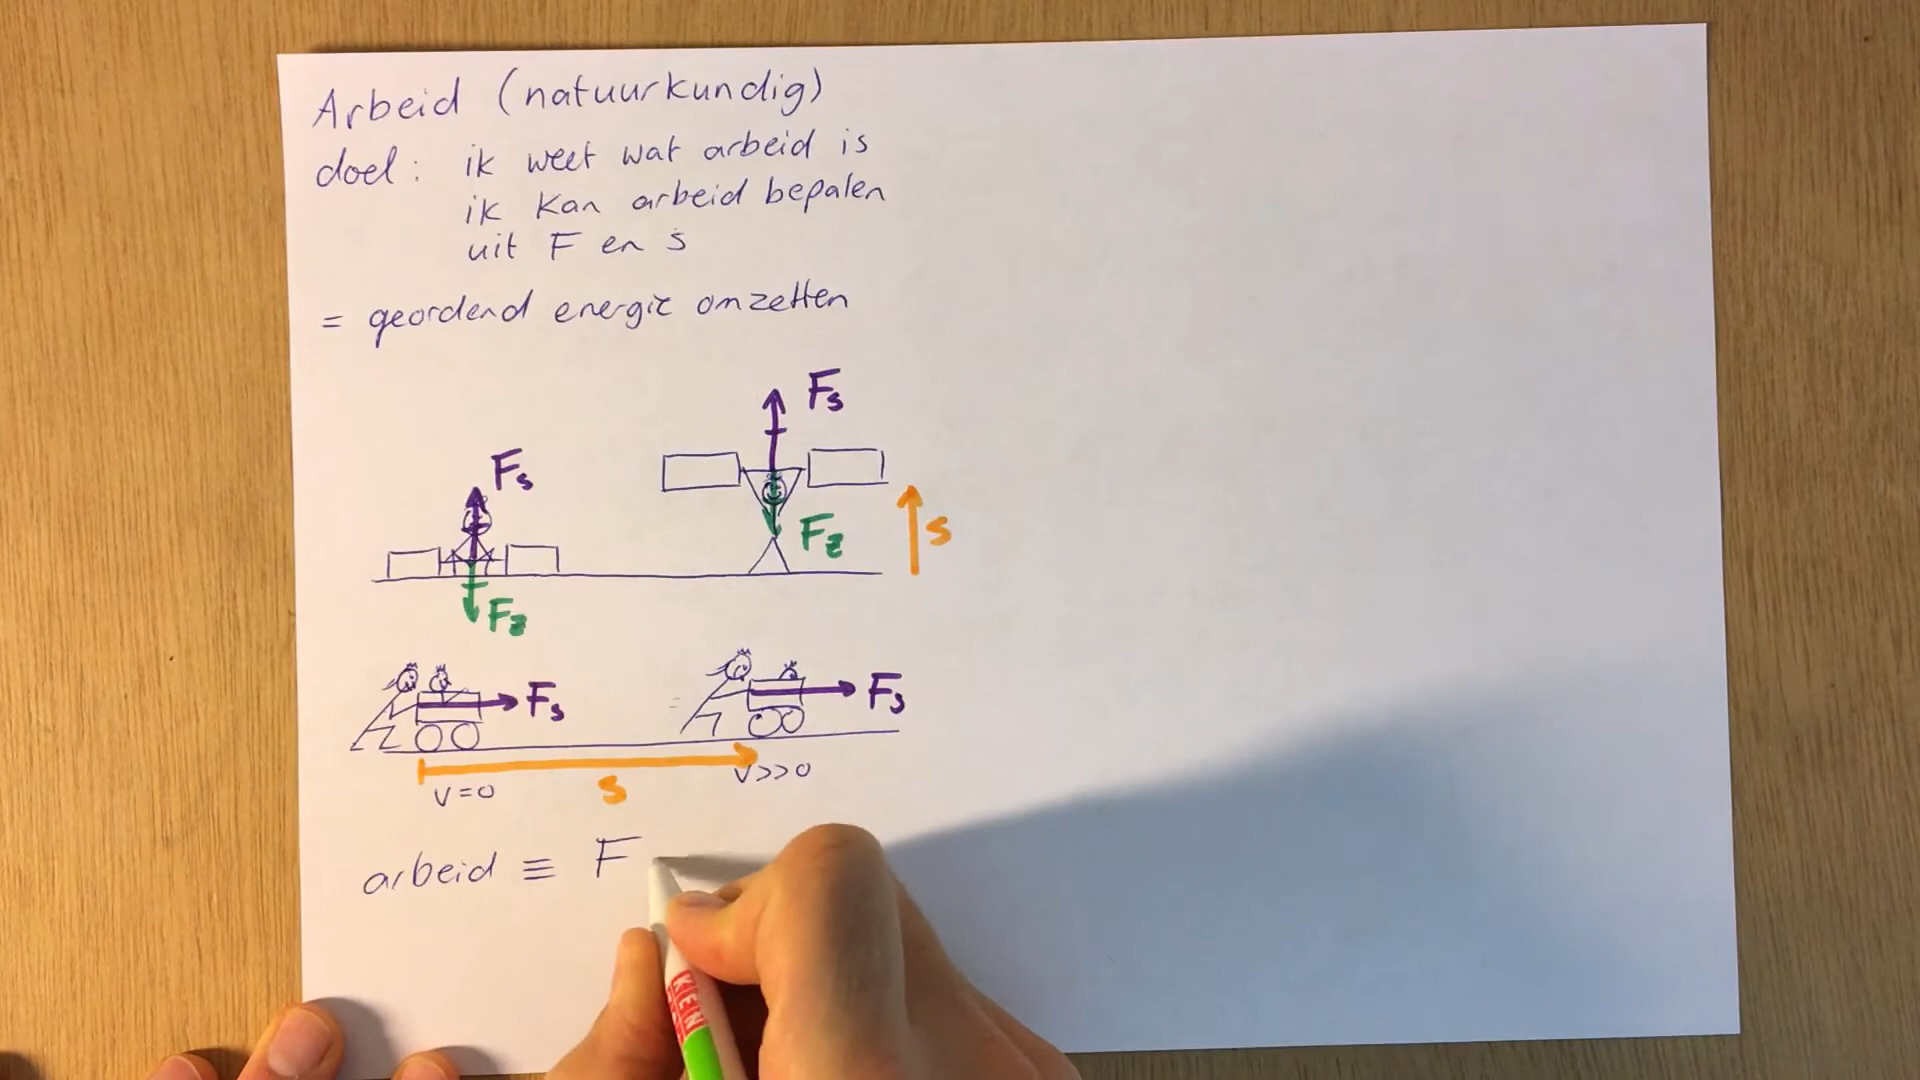 Arbeid (natuurkundig)
doel: ik weet wat arbeid is
ik kan arbeid bepalen
uit F en s
= geordend energie omzetten
Fs
Fs
Fz
s
Fz
Fs
Fs
v=0
s
v>>0
arbeid ≡ F